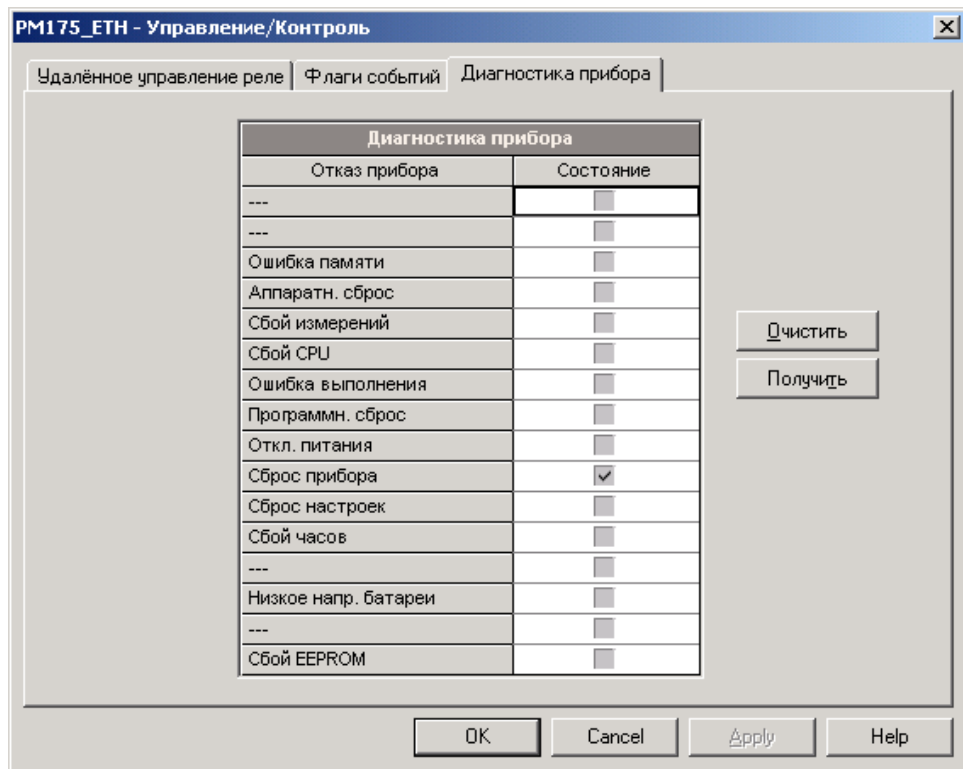 PM175_ETH - Управление/Контроль
Удалённое управление реле Флаги событий Диагностика прибора
Диагностика прибора
Отказ прибора Состояние
---
---
Ошибка памяти
Аппаратн. сброс
Сбой измерений
Сбой CPU
Ошибка выполнения
Программн. сброс
Откл. питания
Сброс прибора
Сброс настроек
Сбой часов
---
Низкое напр. батареи
---
Сбой EEPROM
Очистить
Получить
OK Cancel Apply Help